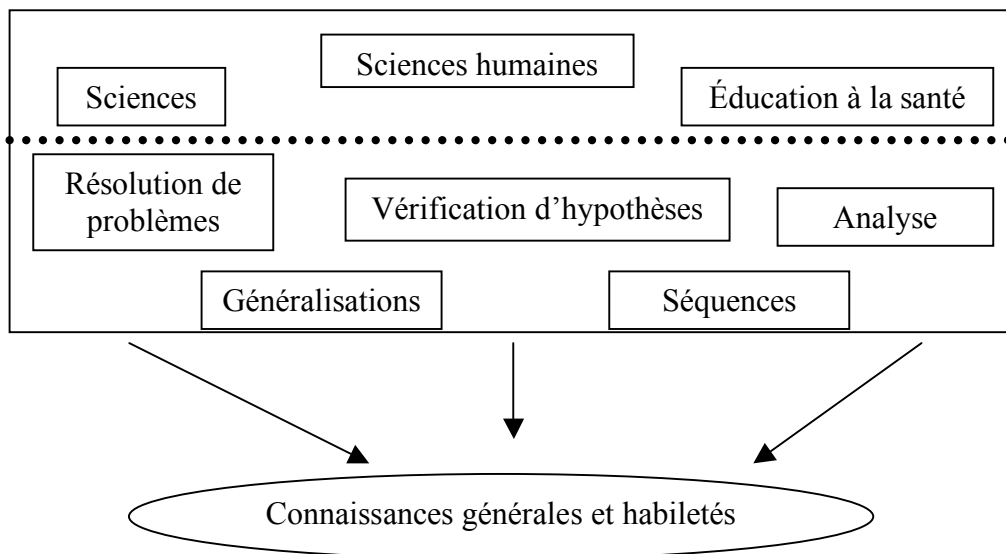 Sciences humaines
Sciences
Éducation à la santé
Résolution de
problèmes
Vérification d’hypothèses
Analyse
Généralisations
Séquences
Connaissances générales et habiletés